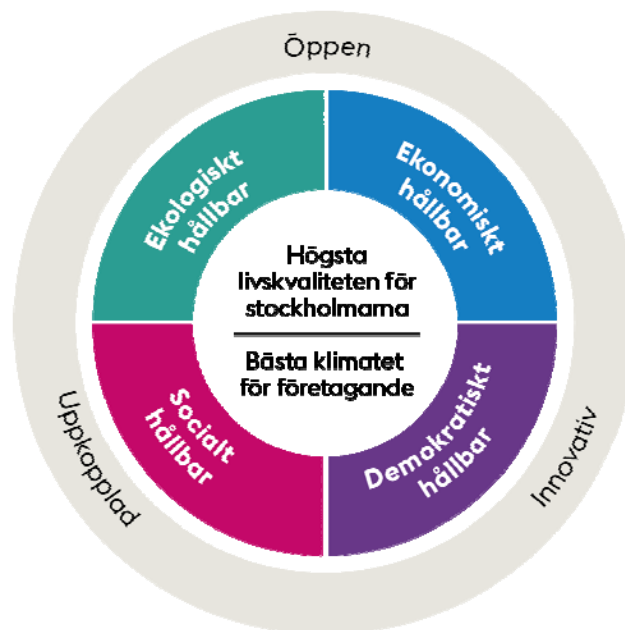 Öppen
Ekologiskt
hållbar
Ekonomiskt
hållbar
Högsta
livskvaliteten för
stockholmarna
Bästa klimatet
för företagande
Socialt
hållbar
Demokratiskt
hållbar
Uppkopplad
Innovativ